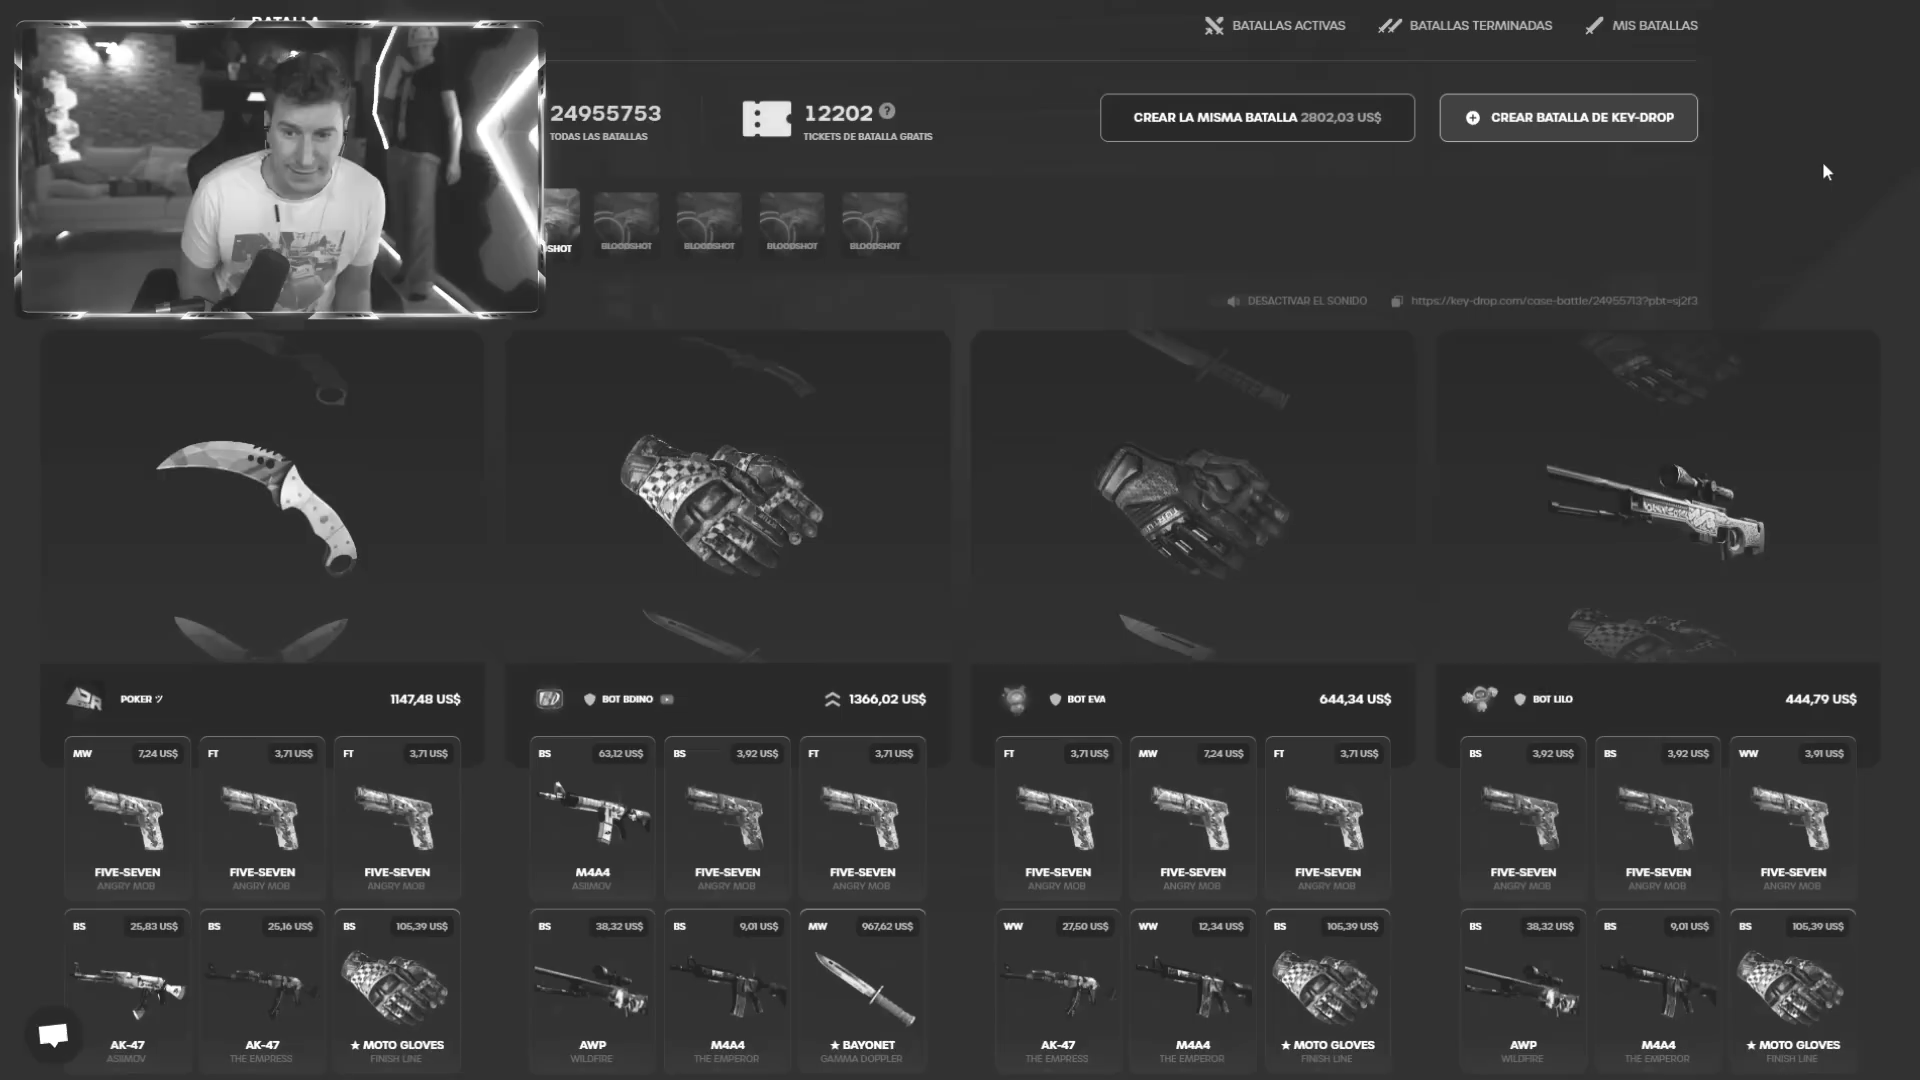 BATALLA
BATALLAS ACTIVAS
BATALLAS TERMINADAS
MIS BATALLAS
24955753
TODAS LAS BATALLAS
12202
TICKETS DE BATALLA GRATIS
CREAR LA MISMA BATALLA 2802,03 US$
CREAR BATALLA DE KEY-DROP
SHOT
BLOODSHOT
BLOODSHOT
BLOODSHOT
BLOODSHOT
DESACTIVAR EL SONIDO
https://key-drop.com/case-battle/24955713?pbt=sj2f3
POKER ツ
1147,48 US$
BOT BDINO
1366,02 US$
BOT EVA
644,34 US$
BOT LILO
444,79 US$
MW 7,24 US$
FT 3,71 US$
FT 3,71 US$
BS 63,12 US$
BS 3,92 US$
FT 3,71 US$
FT 3,71 US$
MW 7,24 US$
FT 3,71 US$
BS 3,92 US$
BS 3,92 US$
WW 3,91 US$
FIVE-SEVEN
ANGRY MOB
FIVE-SEVEN
ANGRY MOB
FIVE-SEVEN
ANGRY MOB
M4A4
ASIIMOV
FIVE-SEVEN
ANGRY MOB
FIVE-SEVEN
ANGRY MOB
FIVE-SEVEN
ANGRY MOB
FIVE-SEVEN
ANGRY MOB
FIVE-SEVEN
ANGRY MOB
FIVE-SEVEN
ANGRY MOB
FIVE-SEVEN
ANGRY MOB
FIVE-SEVEN
ANGRY MOB
BS 25,83 US$
BS 25,16 US$
BS 105,39 US$
BS 38,32 US$
BS 9,01 US$
MW 967,62 US$
WW 27,50 US$
WW 12,34 US$
BS 105,39 US$
BS 38,32 US$
BS 9,01 US$
BS 105,39 US$
AK-47
ASIIMOV
AK-47
THE EMPRESS
★ MOTO GLOVES
FINISH LINE
AWP
WILDFIRE
M4A4
THE EMPEROR
★ BAYONET
GAMMA DOPPLER
AK-47
THE EMPRESS
M4A4
THE EMPEROR
★ MOTO GLOVES
FINISH LINE
AWP
WILDFIRE
M4A4
THE EMPEROR
★ MOTO GLOVES
FINISH LINE